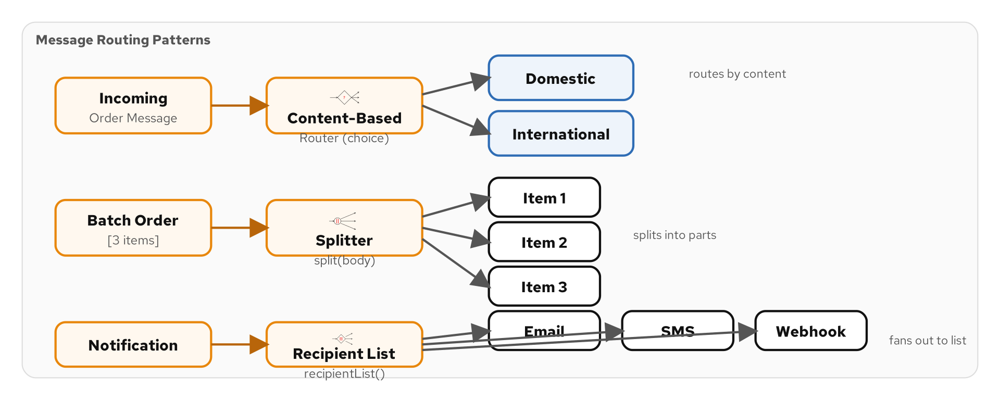 Message Routing Patterns
Incoming
Order Message
?
Content-Based
Router (choice)
Domestic
International
routes by content
Batch Order
[3 items]
Splitter
split(body)
Item 1
Item 2
Item 3
splits into parts
Notification
Recipient List
recipientList()
Email
SMS
Webhook
fans out to list